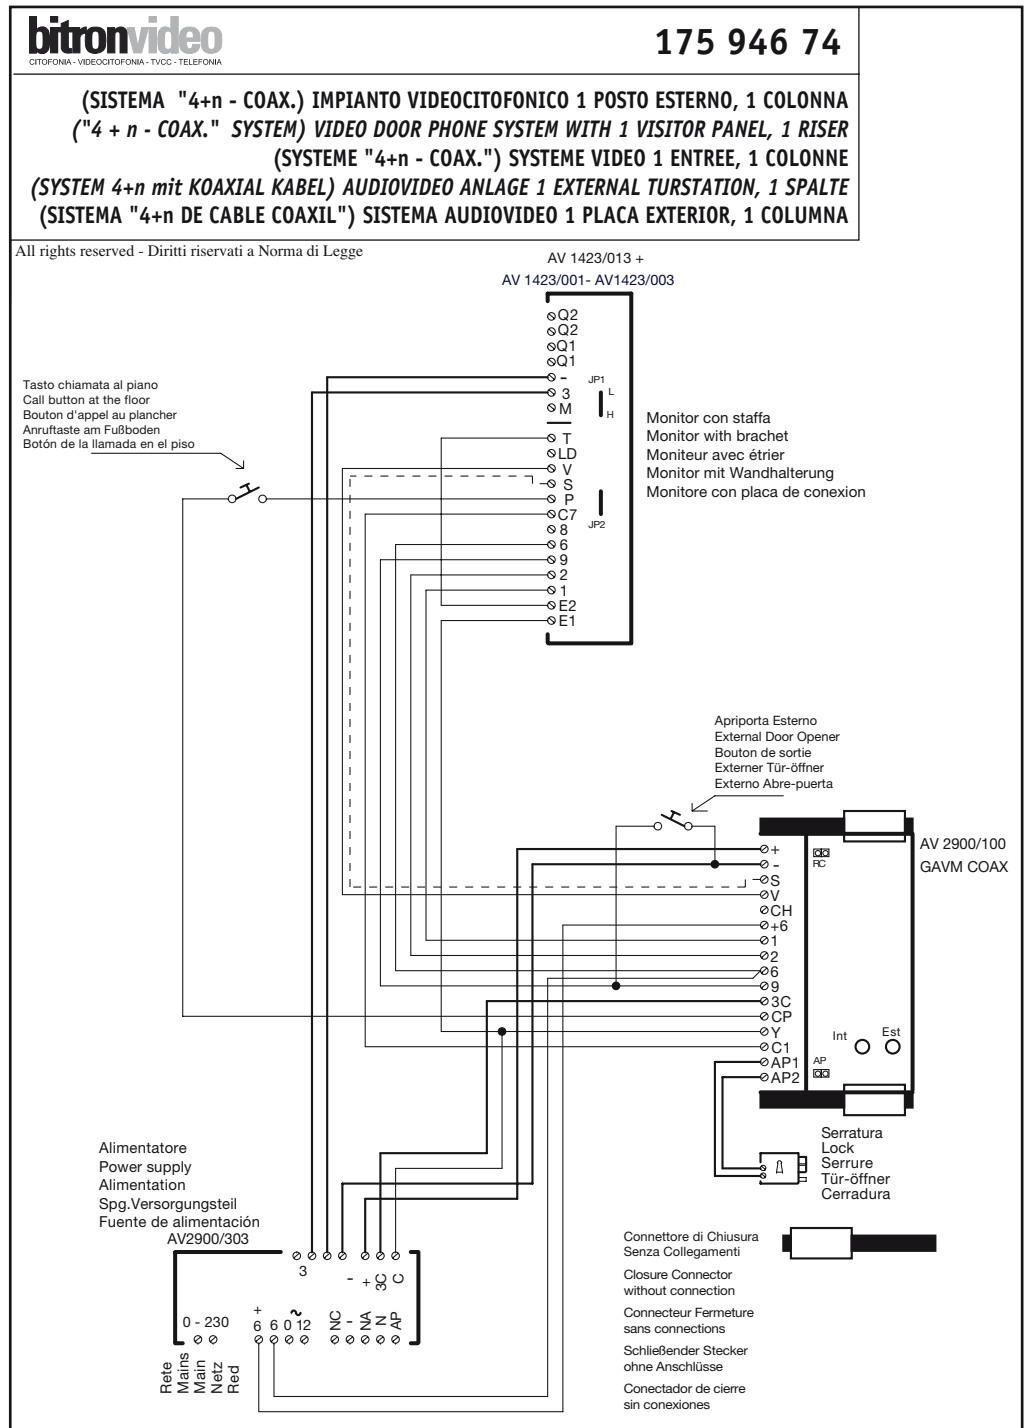 bitronvideo
CITOFONIA - VIDEOCITOFONIA - TVCC - TELEFONIA
175 946 74
(SISTEMA "4+n - COAX.) IMPIANTO VIDEOCITOFONICO 1 POSTO ESTERNO, 1 COLONNA
("4 + n - COAX." SYSTEM) VIDEO DOOR PHONE SYSTEM WITH 1 VISITOR PANEL, 1 RISER
(SYSTEME "4+n - COAX.") SYSTEME VIDEO 1 ENTREE, 1 COLONNE
(SYSTEM 4+n mit KOAXIAL KABEL) AUDIOVIDEO ANLAGE 1 EXTERNAL TURSTATION, 1 SPALTE
(SISTEMA "4+n DE CABLE COAXIL") SISTEMA AUDIOVIDEO 1 PLACA EXTERIOR, 1 COLUMNA
All rights reserved - Diritti riservati a Norma di Legge
AV 1423/013 +
AV 1423/001- AV1423/003
Q2
Q2
Q1
Q1
-
3
M
T
LD
V
S
P
C7
8
6
9
2
1
E2
E1
JP1
L
H
JP2
Tasto chiamata al piano
Call button at the floor
Bouton d'appel au plancher
Anruftaste am Fußboden
Botón de la llamada en el piso
Monitor con staffa
Monitor with brachet
Moniteur avec étrier
Monitor mit Wandhalterung
Monitore con placa de conexion
Apriporta Esterno
External Door Opener
Bouton de sortie
Externer Tür-öffner
Externo Abre-puerta
AV 2900/100
GAVM COAX
+
-
S
V
CH
+6
1
2
6
9
3C
CP
Y
C1
AP1
AP2
RC
Int
Est
AP
Serratura
Lock
Serrure
Tür-öffner
Cerradura
Alimentatore
Power supply
Alimentation
Spg.Versorgungsteil
Fuente de alimentación
AV2900/303
3
-
+
3C
C
0 - 230
+
6 6 0 ~ 12
NC
-
NA
N
AP
Rete
Mains
Main
Netz
Red
Connettore di Chiusura
Senza Collegamenti
Closure Connector
without connection
Connecteur Fermeture
sans connections
Schließender Stecker
ohne Anschlüsse
Conectador de cierre
sin conexiones